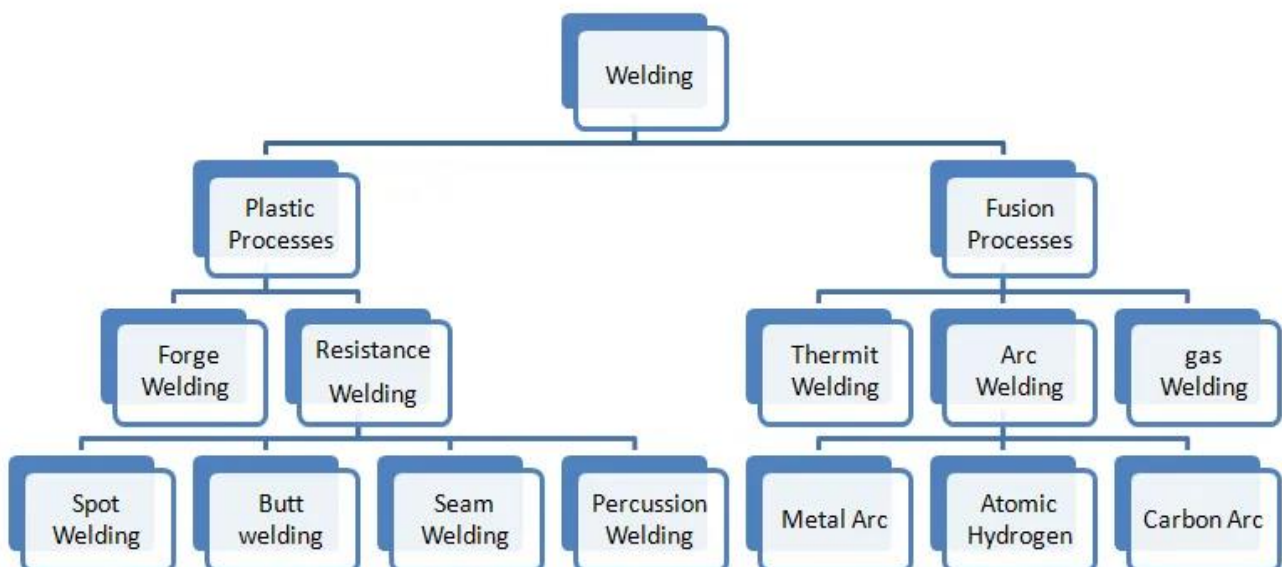 Welding
Plastic
Processes
Fusion
Processes
Forge
Welding
Resistance
Welding
Thermit
Welding
Arc
Welding
gas
Welding
Spot
Welding
Butt
welding
Seam
Welding
Percussion
Welding
Metal Arc
Atomic
Hydrogen
Carbon Arc